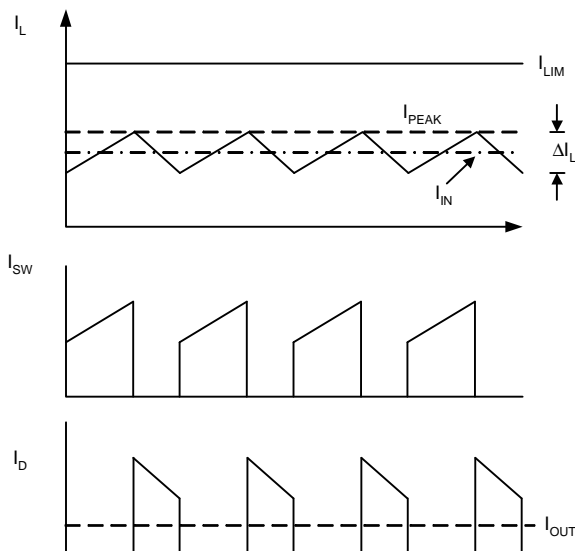 I_L
I_LIM
I_PEAK
ΔI_L
I_IN
I_SW
I_D
I_OUT